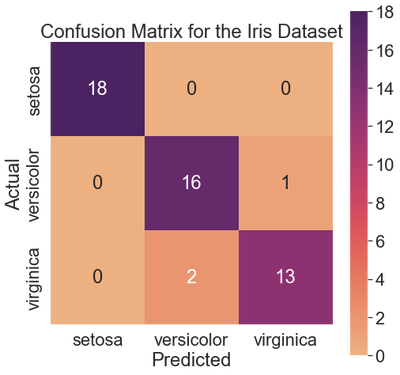 Confusion Matrix for the Iris Dataset
Actual
setosa
18 0 0
versicolor
0 16 1
virginica
0 2 13
setosa versicolor virginica
Predicted
18
16
14
12
10
8
6
4
2
0